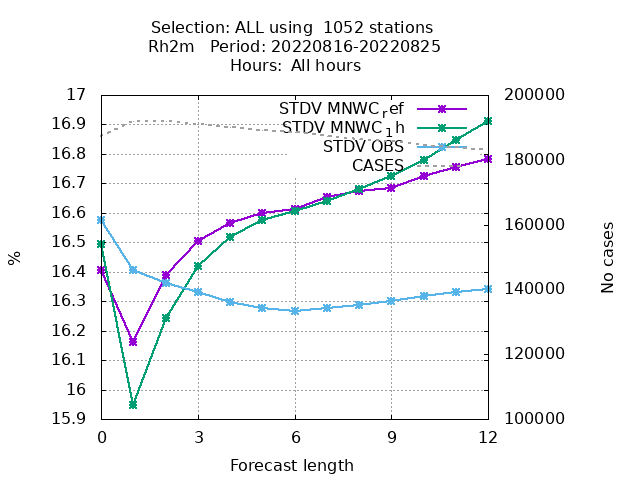 Selection: ALL using  1052 stations
Rh2m   Period: 20220816-20220825
Hours:  All hours
17
16.9
16.8
16.7
16.6
16.5
16.4
16.3
16.2
16.1
16
15.9
%
200000
180000
160000
140000
120000
100000
No cases
STDV MNWC_ref
STDV MNWC_1h
STDV OBS
CASES
0 3 6 9 12
Forecast length